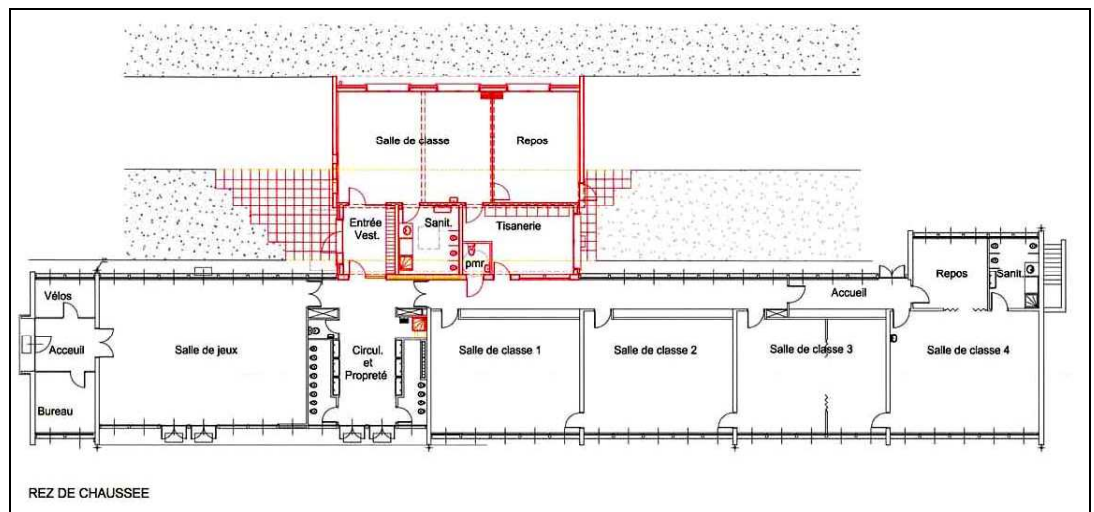 Salle de classe
Repos
Entrée
Vest.
Sanit.
Tisanerie
pmr
Repos
Sanit.
Vélos
Accueil
Acceuil
Salle de jeux
Circul.
et
Propreté
Salle de classe 1
Salle de classe 2
Salle de classe 3
Salle de classe 4
Bureau
REZ DE CHAUSSEE